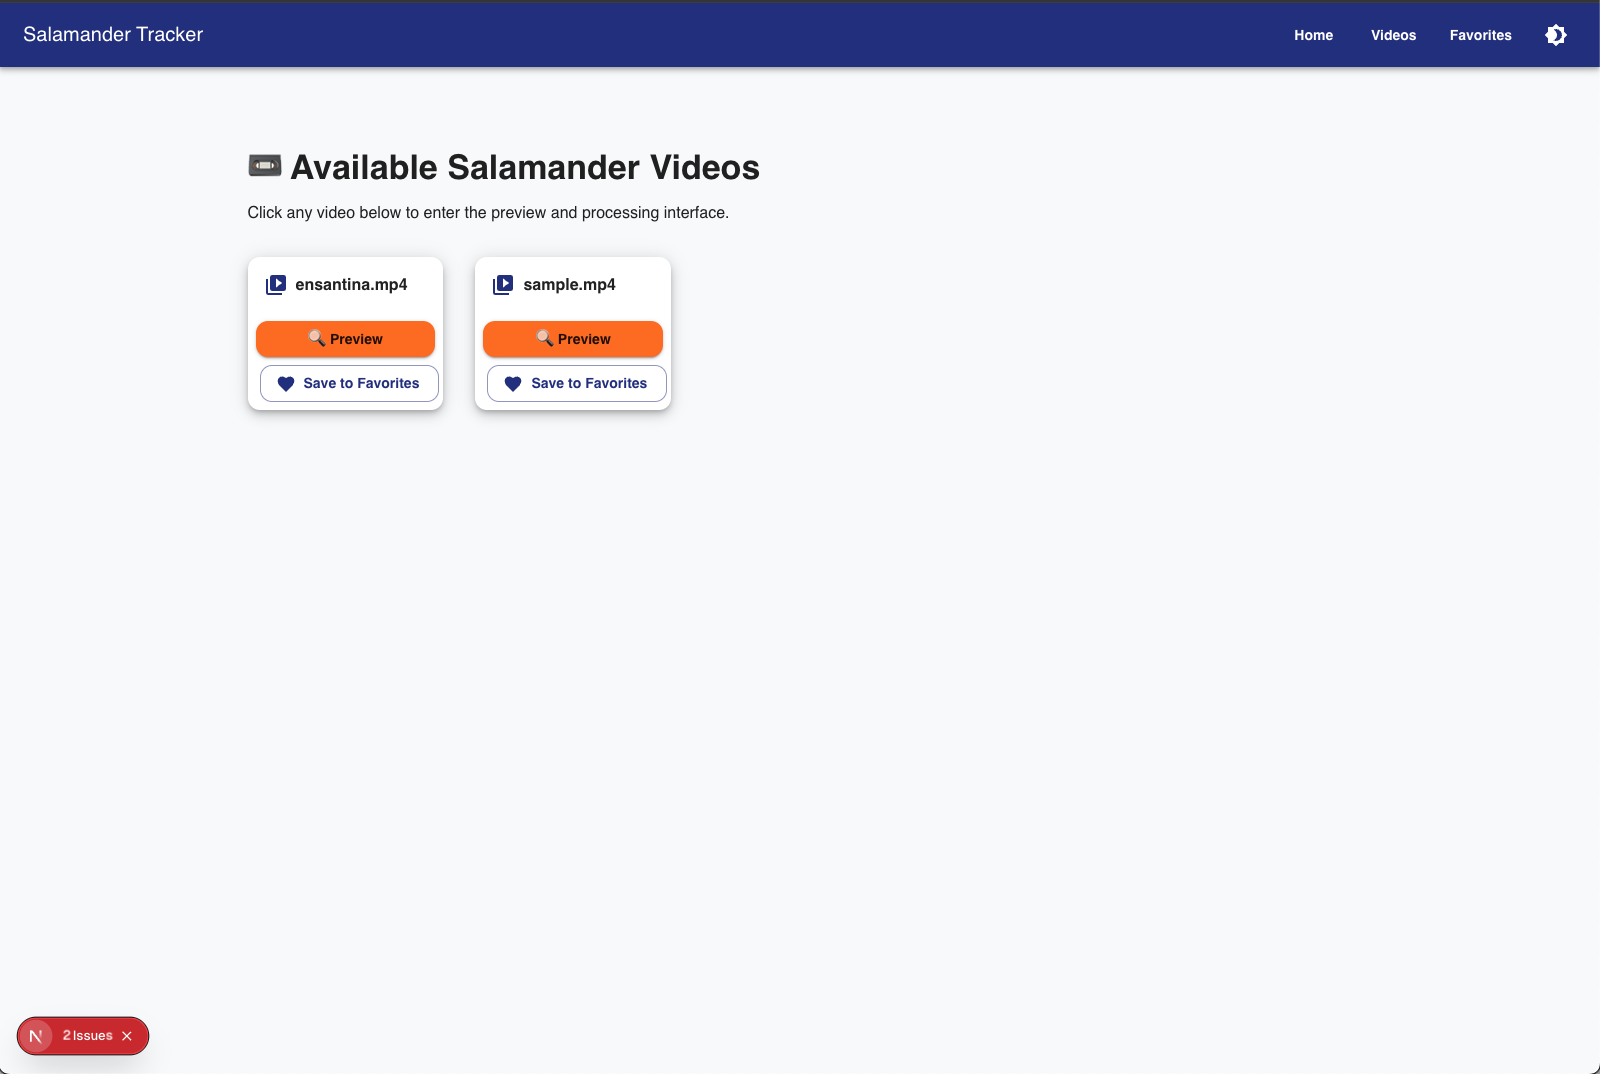 Salamander Tracker
Home Videos Favorites
Available Salamander Videos
Click any video below to enter the preview and processing interface.
ensantina.mp4
Preview
Save to Favorites
sample.mp4
Preview
Save to Favorites
N 2 Issues